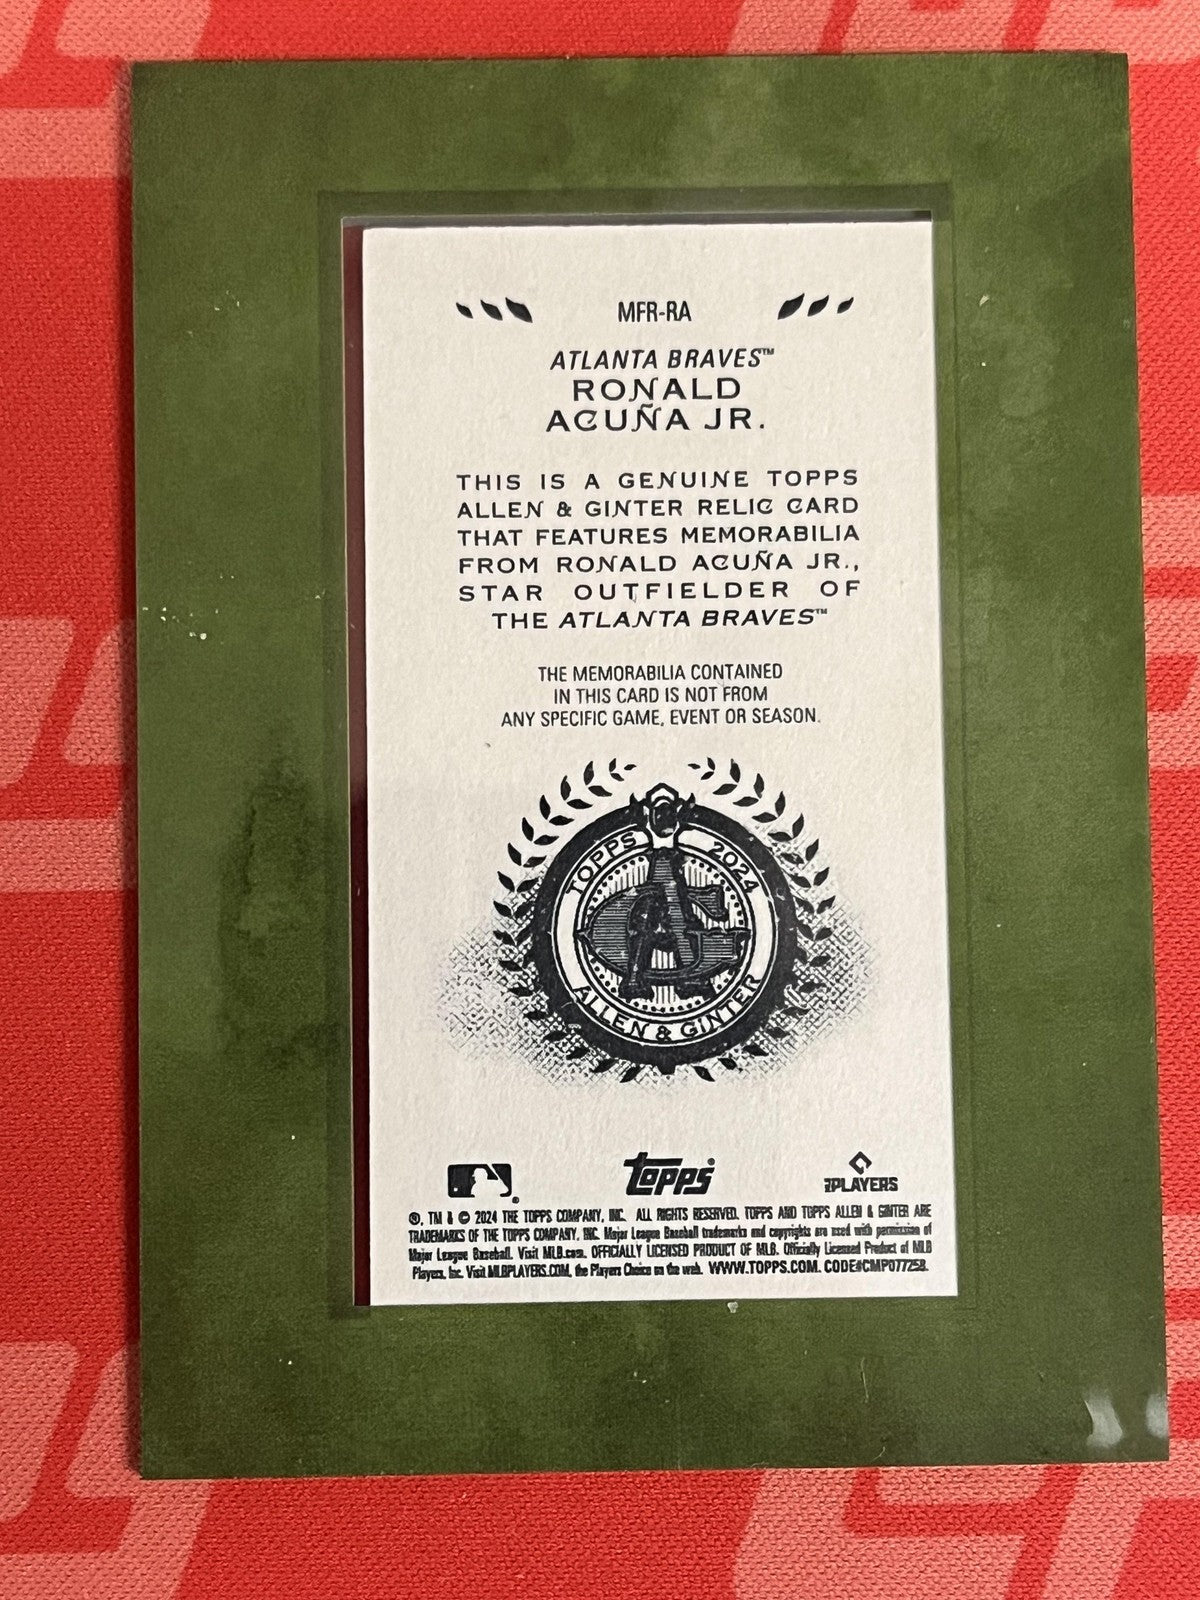 MFR-RA
ATLANTA BRAVES™
RONALD
ACUÑA JR.
THIS IS A GENUINE TOPPS
ALLEN & GINTER RELIC CARD
THAT FEATURES MEMORABILIA
FROM RONALD ACUÑA JR.,
STAR OUTFIELDER OF
THE ATLANTA BRAVES™
THE MEMORABILIA CONTAINED
IN THIS CARD IS NOT FROM
ANY SPECIFIC GAME, EVENT OR SEASON.
TOPPS 2024
ALLEN & GINTER
topps
PLAYERS
®, TM & © 2024 THE TOPPS COMPANY, INC. ALL RIGHTS RESERVED. TOPPS AND TOPPS ALLEN & GINTER ARE
TRADEMARKS OF THE TOPPS COMPANY, INC. Major League Baseball trademarks and copyrights are used with permission of
Major League Baseball. Visit MLB.com. OFFICIALLY LICENSED PRODUCT OF MLB. Officially Licensed Product of MLB
Players, Inc. Visit MLBPLAYERS.COM, the Players Choice on the web. WWW.TOPPS.COM. CODE#CMP077258.